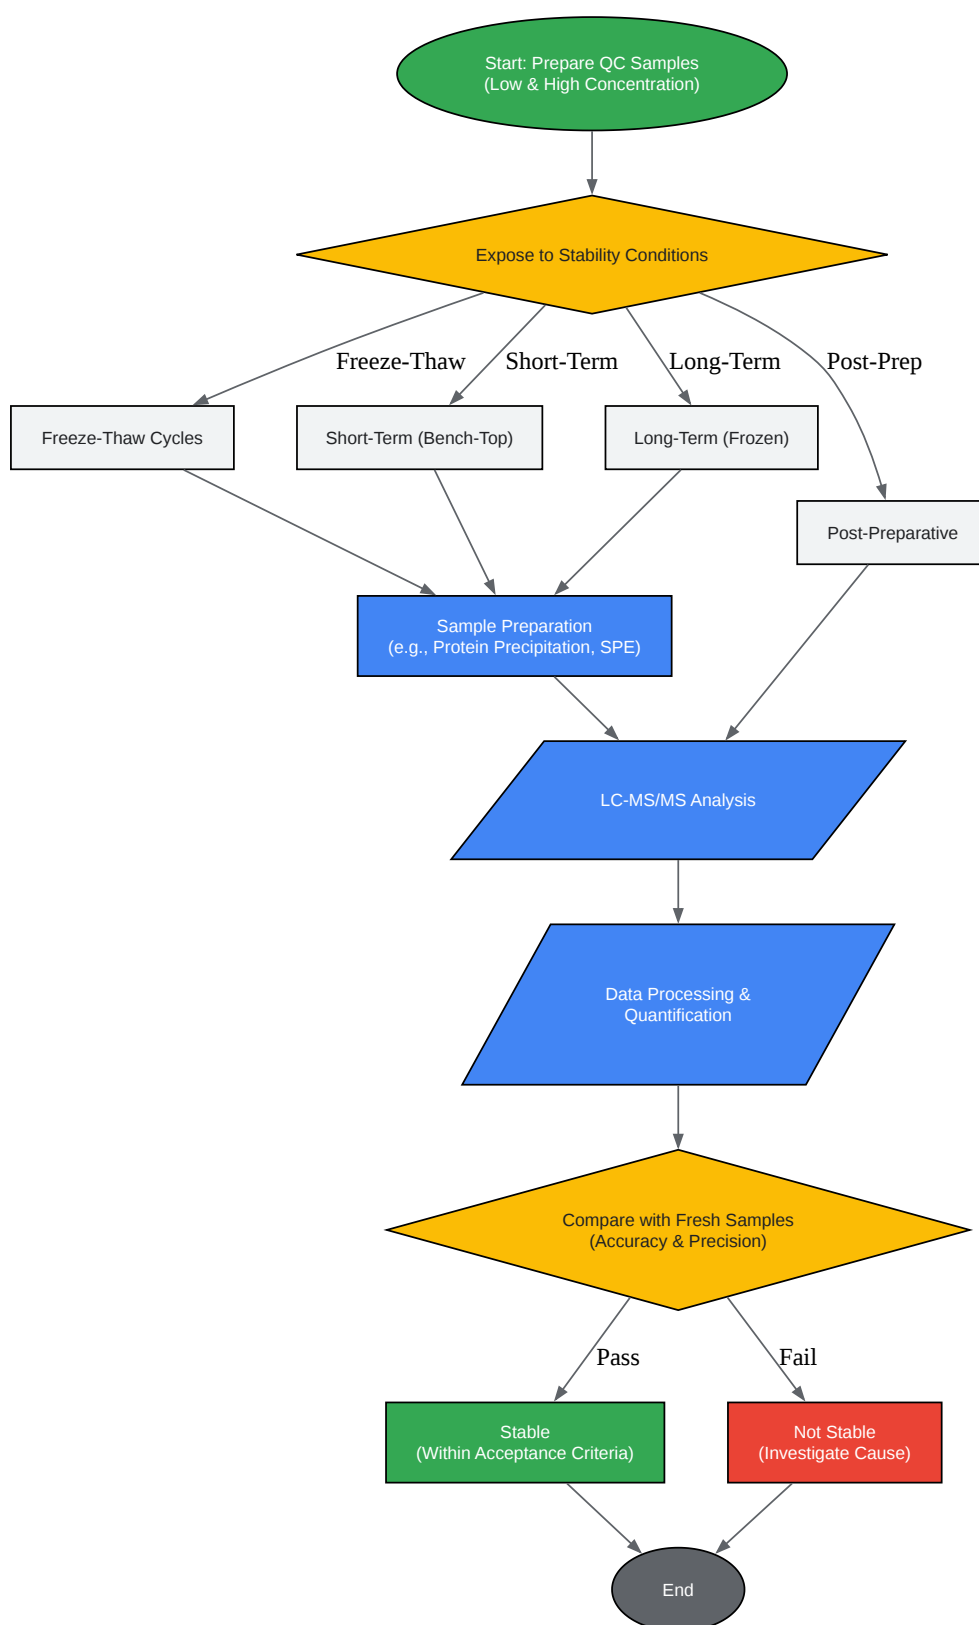 Start: Prepare QC Samples
(Low & High Concentration)
Expose to Stability Conditions
Freeze-Thaw
Short-Term
Long-Term
Post-Prep
Freeze-Thaw Cycles
Short-Term (Bench-Top)
Long-Term (Frozen)
Post-Preparative
Sample Preparation
(e.g., Protein Precipitation, SPE)
LC-MS/MS Analysis
Data Processing &
Quantification
Compare with Fresh Samples
(Accuracy & Precision)
Pass
Fail
Stable
(Within Acceptance Criteria)
Not Stable
(Investigate Cause)
End